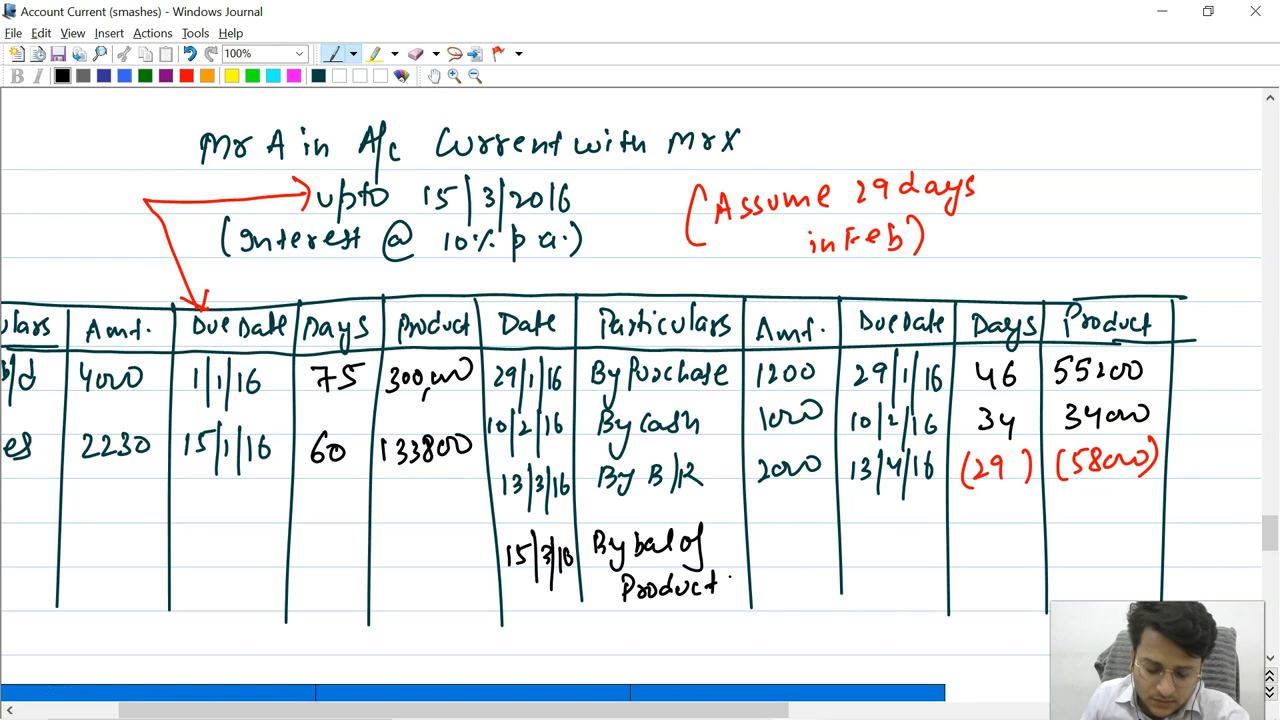 Account Current (smashes) - Windows Journal
File Edit View Insert Actions Tools Help
100%
B I
Mr A in A/c Current with Mr X
upto 15/3/2016
(Interest @ 10% p a.)
(Assume 29 days
in Feb)
ulars Amt. Due Date Days Product Date Particulars Amt. Due Date Days Product
b/d 4000 1/1/16 75 300,000 29/1/16 By Purchase 1200 29/1/16 46 55200
10/2/16 By Cash 1000 10/2/16 34 34000
es 2230 15/1/16 60 133800
13/3/16 By B/R 2000 13/4/16 (29) (58000)
15/3/16 By bal of
Product